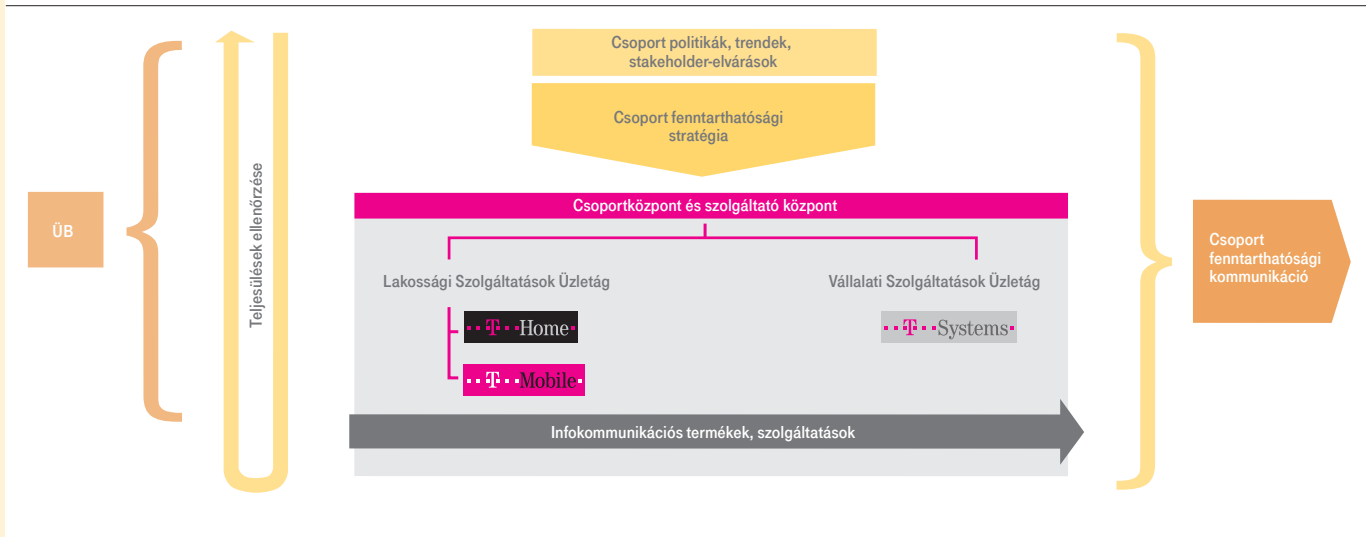 Csoport politikák, trendek,
stakeholder-elvárások
Csoport fenntarthatósági
stratégia
ÜB
Teljesülések ellenőrzése
Csoportközpont és szolgáltató központ
Lakossági Szolgáltatások Üzletág
Vállalati Szolgáltatások Üzletág
T Home
T Systems
T Mobile
Infokommunikációs termékek, szolgáltatások
Csoport
fenntarthatósági
kommunikáció